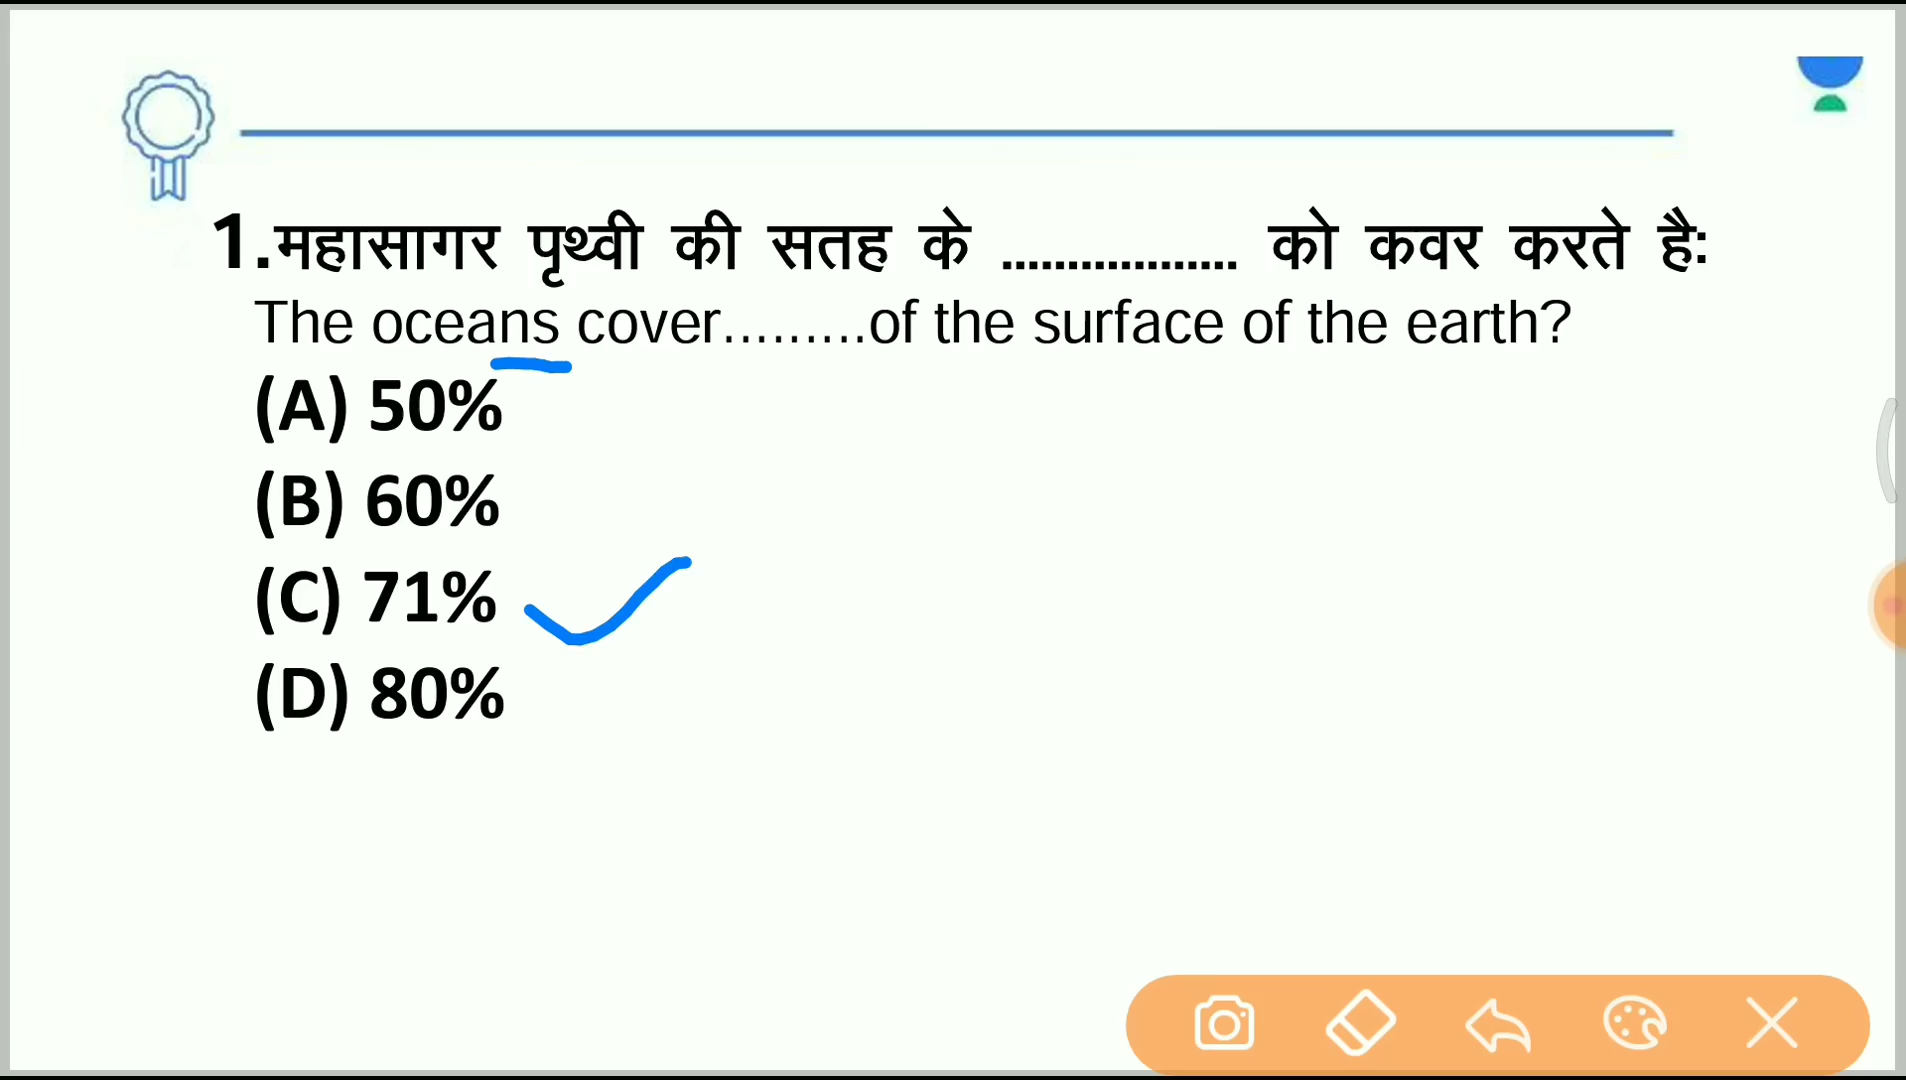 1.महासागर पृथ्वी की सतह के .................. को कवर करते है:
The oceans cover.........of the surface of the earth?
(A) 50%
(B) 60%
(C) 71%
(D) 80%